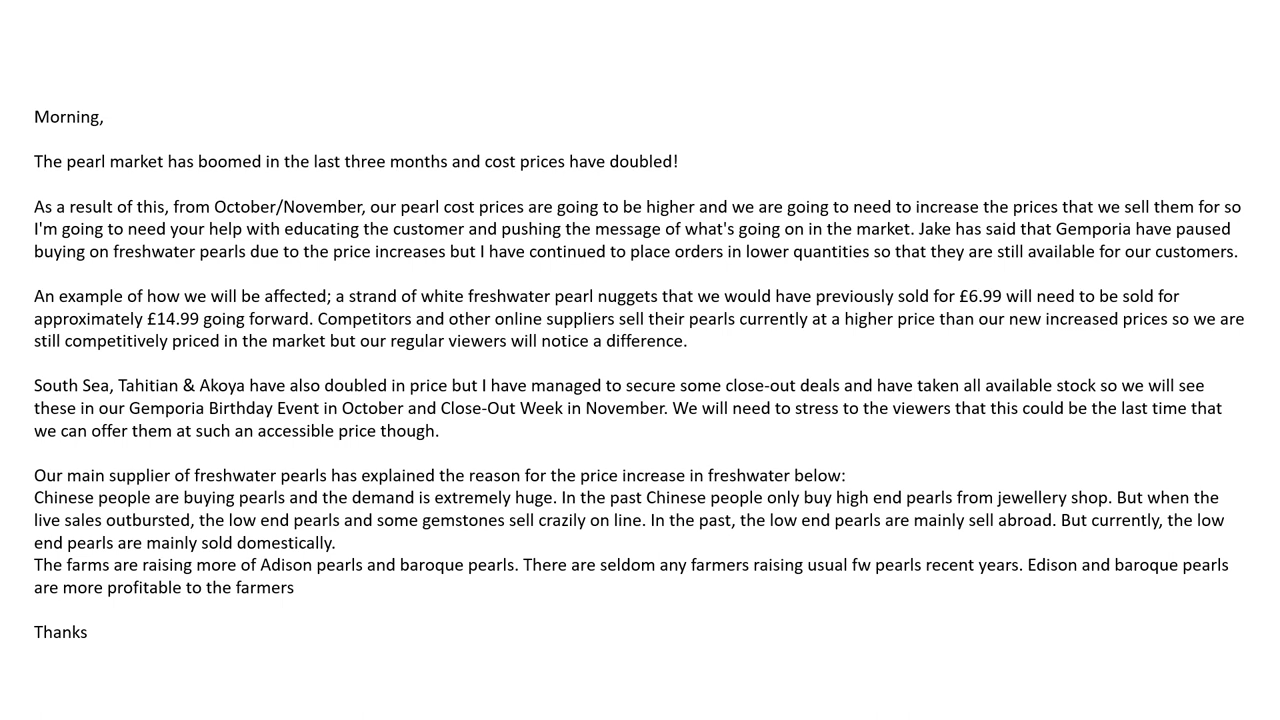 Morning,
The pearl market has boomed in the last three months and cost prices have doubled!
As a result of this, from October/November, our pearl cost prices are going to be higher and we are going to need to increase the prices that we sell them for so
I'm going to need your help with educating the customer and pushing the message of what's going on in the market. Jake has said that Gemporia have paused
buying on freshwater pearls due to the price increases but I have continued to place orders in lower quantities so that they are still available for our customers.
An example of how we will be affected; a strand of white freshwater pearl nuggets that we would have previously sold for £6.99 will need to be sold for
approximately £14.99 going forward. Competitors and other online suppliers sell their pearls currently at a higher price than our new increased prices so we are
still competitively priced in the market but our regular viewers will notice a difference.
South Sea, Tahitian & Akoya have also doubled in price but I have managed to secure some close-out deals and have taken all available stock so we will see
these in our Gemporia Birthday Event in October and Close-Out Week in November. We will need to stress to the viewers that this could be the last time that
we can offer them at such an accessible price though.
Our main supplier of freshwater pearls has explained the reason for the price increase in freshwater below:
Chinese people are buying pearls and the demand is extremely huge. In the past Chinese people only buy high end pearls from jewellery shop. But when the
live sales outbursted, the low end pearls and some gemstones sell crazily on line. In the past, the low end pearls are mainly sell abroad. But currently, the low
end pearls are mainly sold domestically.
The farms are raising more of Adison pearls and baroque pearls. There are seldom any farmers raising usual fw pearls recent years. Edison and baroque pearls
are more profitable to the farmers
Thanks